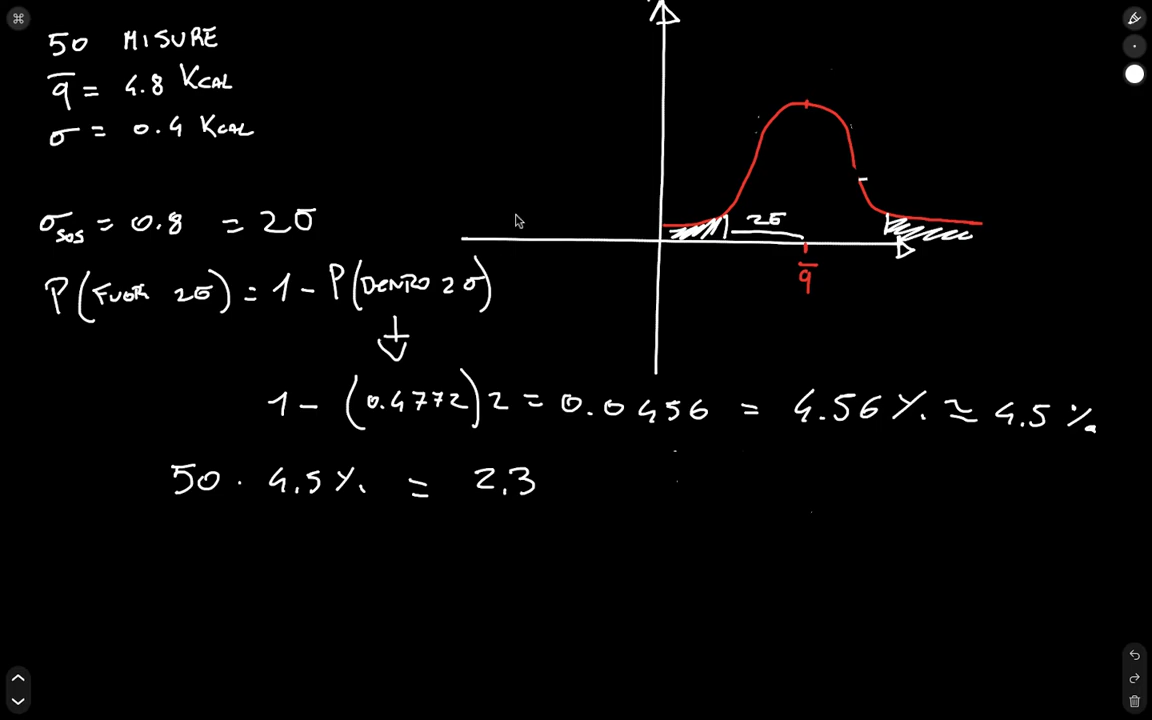 50 MISURE
q̅ = 4.8 KCAL
σ = 0.4 KCAL
σSOS = 0.8 = 2σ
P(FUORI 2σ) = 1 - P(DENTRO 2σ)
1 - (0.4772)2 = 0.0456 = 4.56% ≈ 4.5%
50 · 4.5% = 2.3
2σ
q̅